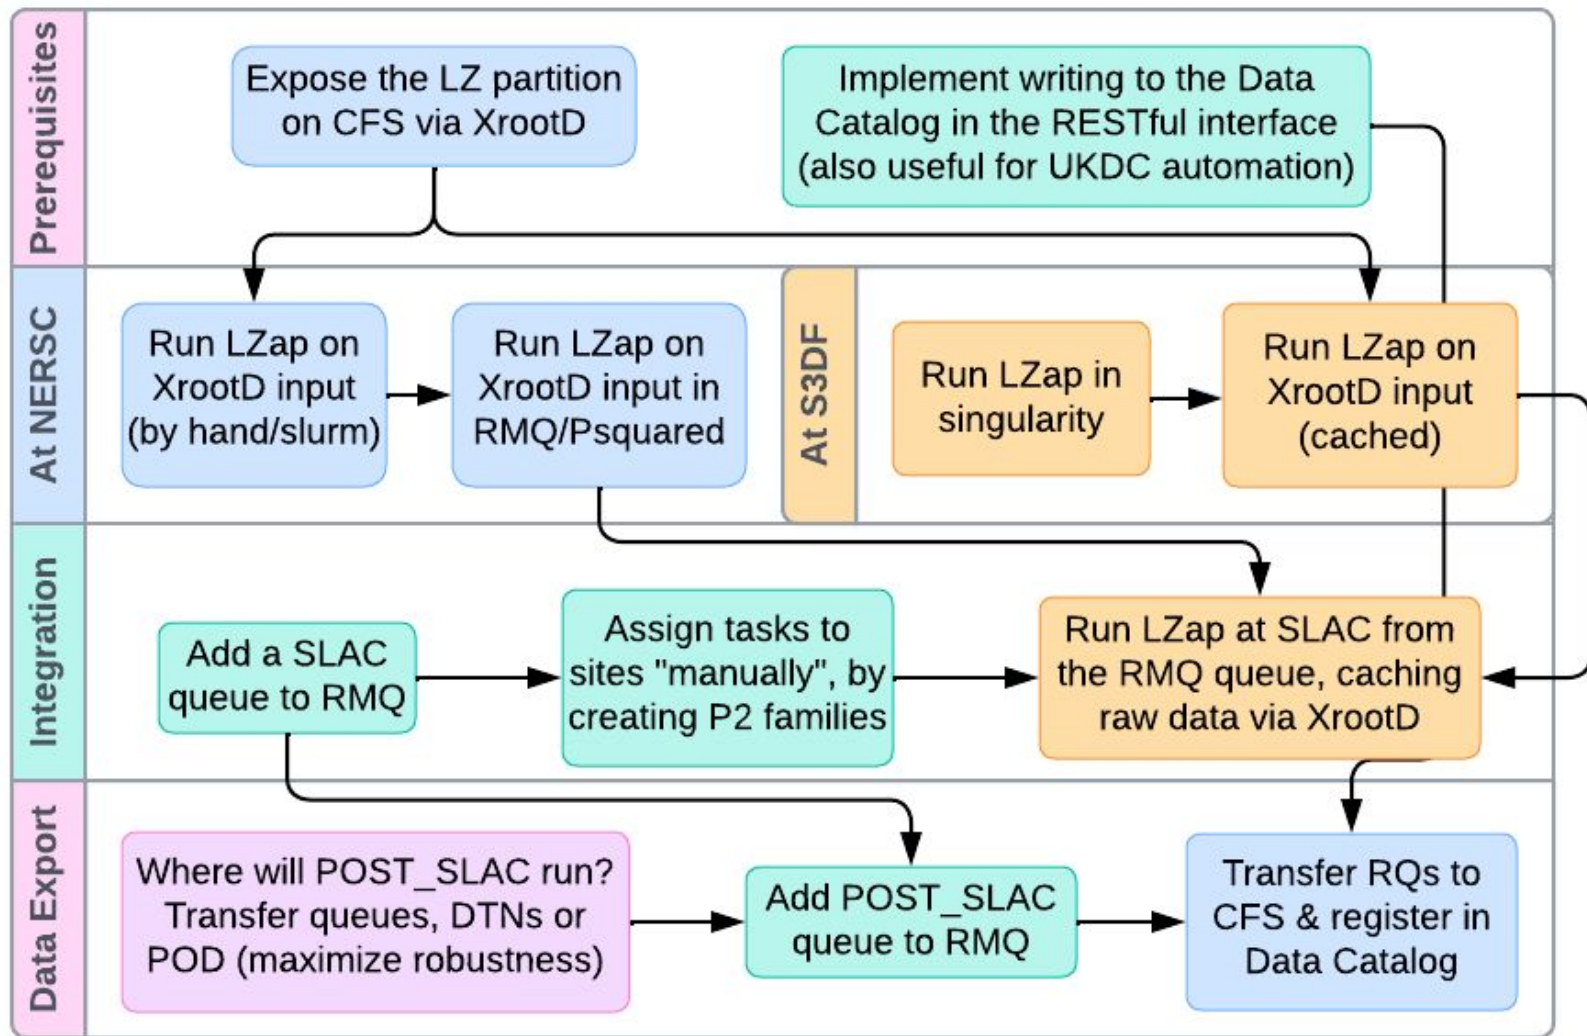 Prerequisites
Expose the LZ partition
on CFS via XrootD
Implement writing to the Data
Catalog in the RESTful interface
(also useful for UKDC automation)
At NERSC
Run LZap on
XrootD input
(by hand/slurm)
Run LZap on
XrootD input in
RMQ/Psquared
At S3DF
Run LZap in
singularity
Run LZap on
XrootD input
(cached)
Integration
Add a SLAC
queue to RMQ
Assign tasks to
sites "manually", by
creating P2 families
Run LZap at SLAC from
the RMQ queue, caching
raw data via XrootD
Data Export
Where will POST_SLAC run?
Transfer queues, DTNs or
POD (maximize robustness)
Add POST_SLAC
queue to RMQ
Transfer RQs to
CFS & register in
Data Catalog